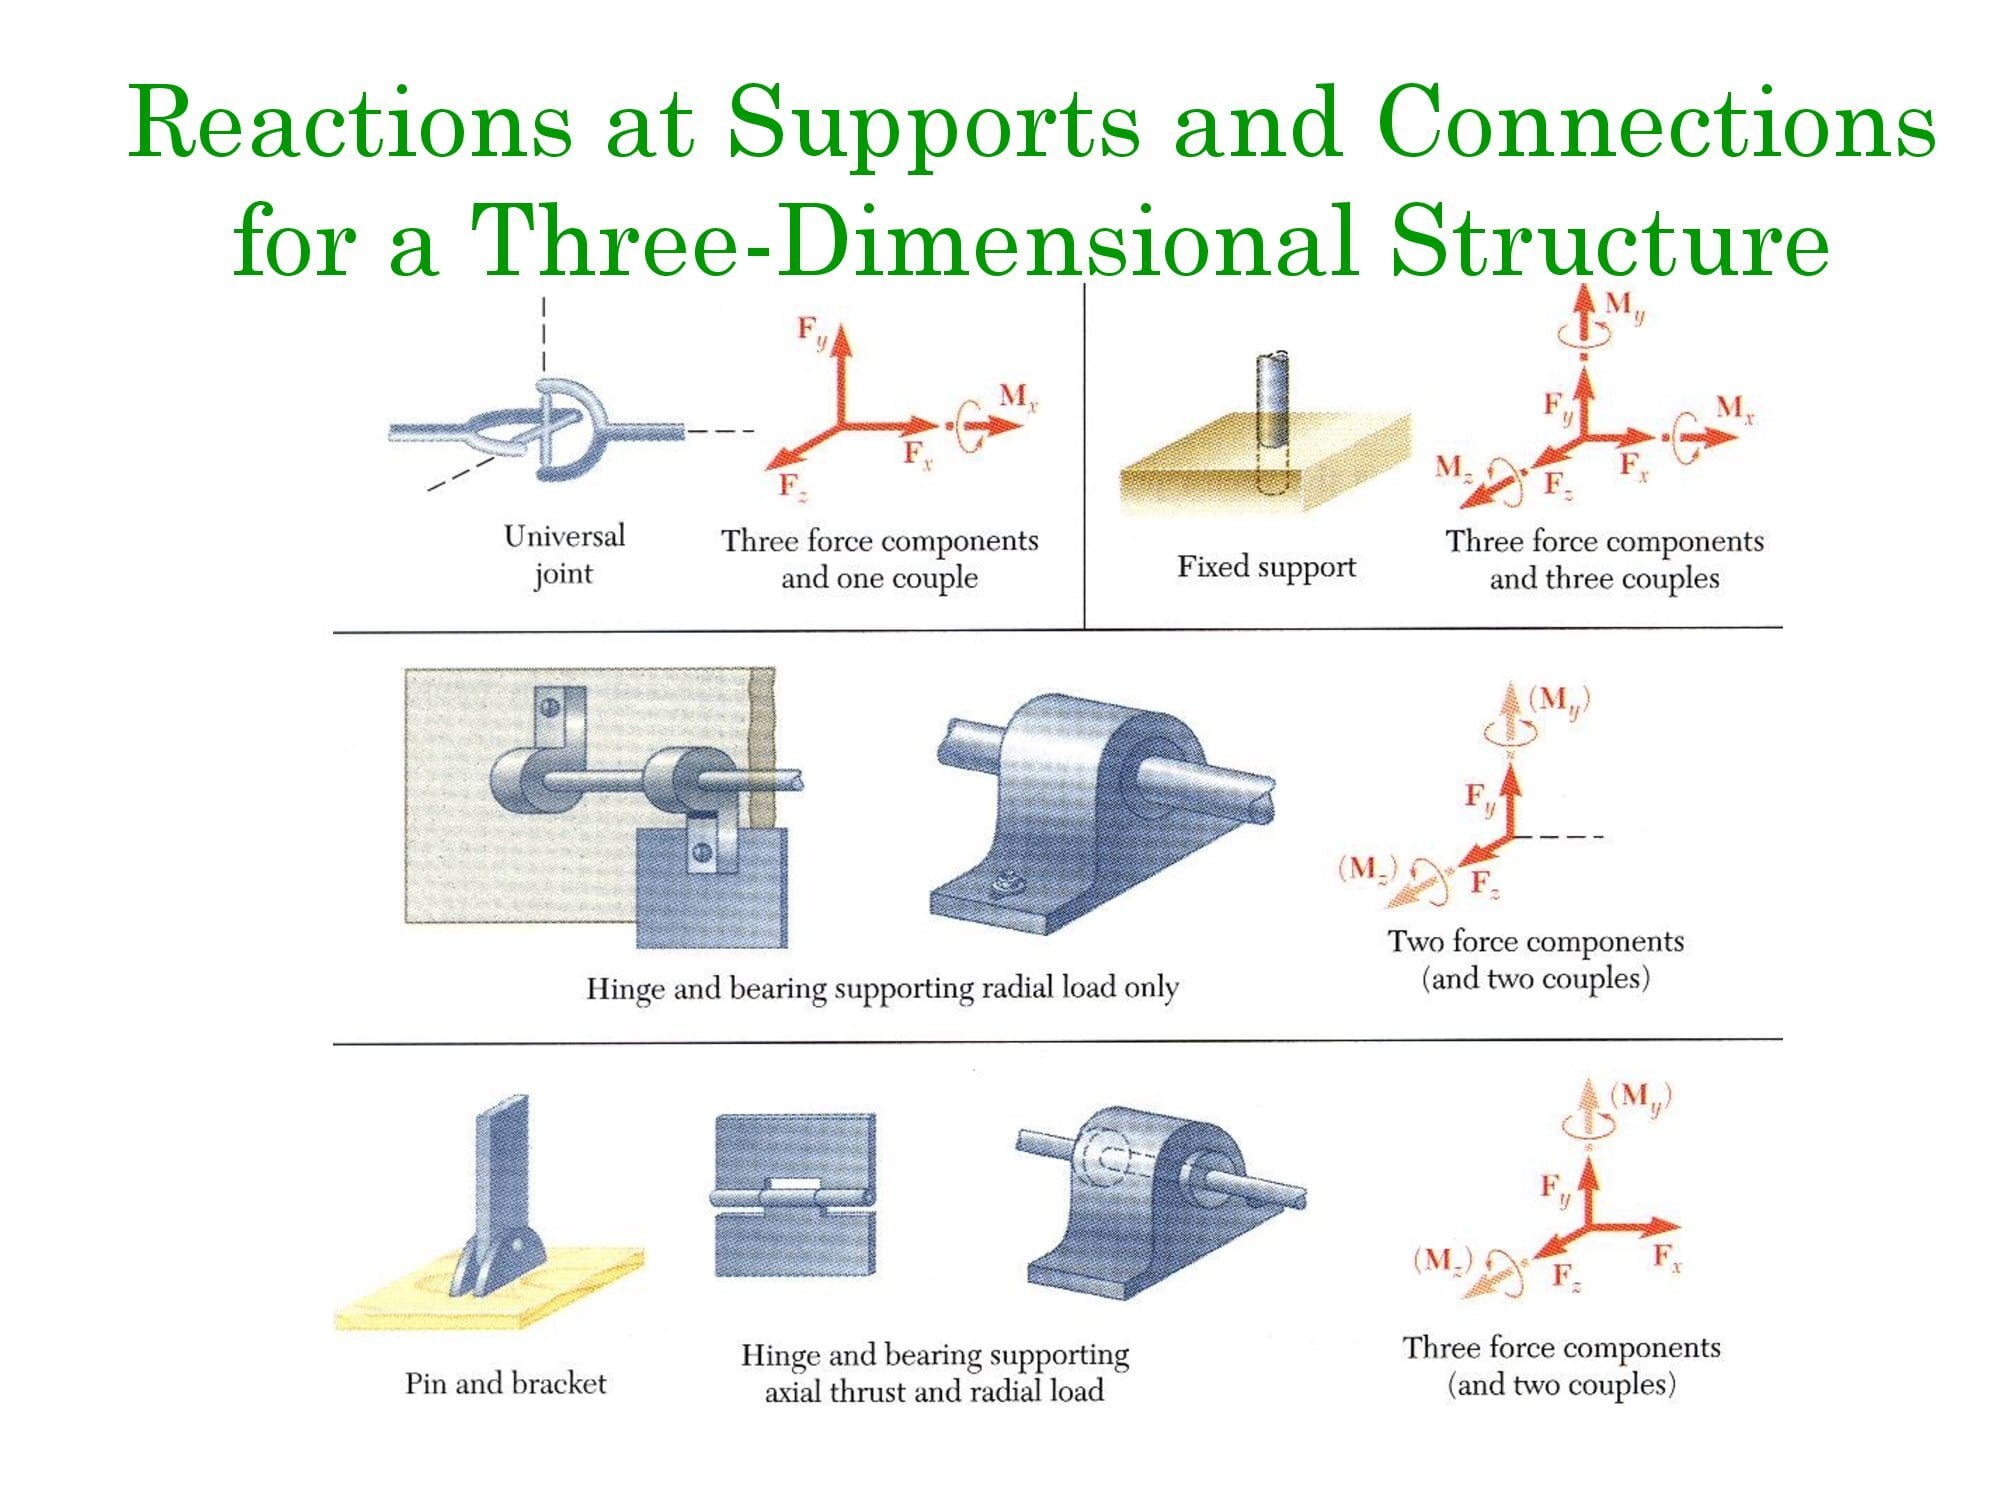 Reactions at Supports and Connections
for a Three-Dimensional Structure
F_y
M_x
F_x
F_z
Universal
joint
Three force components
and one couple
M_y
F_y
M_x
M_z
F_x
F_z
Fixed support
Three force components
and three couples
(M_y)
F_y
(M_z)
F_z
Hinge and bearing supporting radial load only
Two force components
(and two couples)
(M_y)
F_y
(M_z)
F_z
F_x
Pin and bracket
Hinge and bearing supporting
axial thrust and radial load
Three force components
(and two couples)